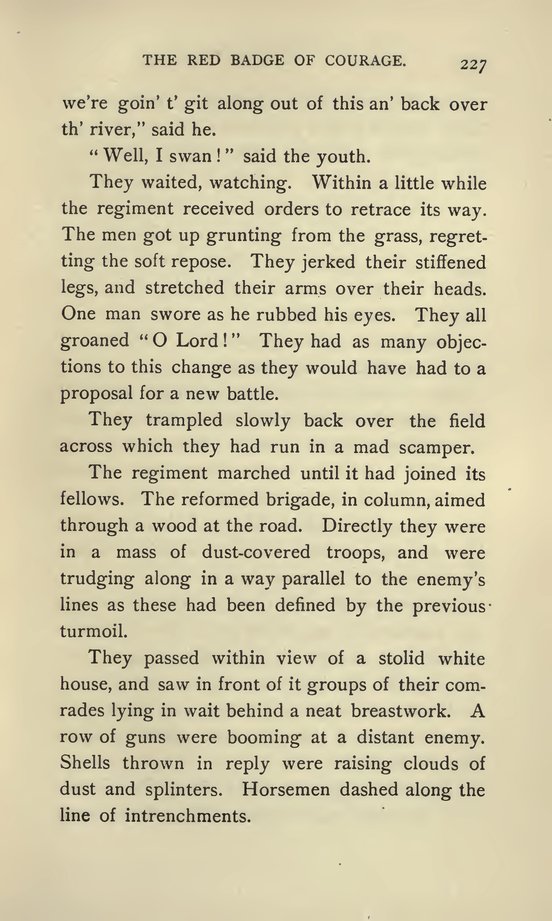 THE RED BADGE OF COURAGE. 227
we're goin' t' git along out of this an' back over
th' river," said he.
"Well, I swan!" said the youth.
They waited, watching. Within a little while
the regiment received orders to retrace its way.
The men got up grunting from the grass, regret-
ting the soft repose. They jerked their stiffened
legs, and stretched their arms over their heads.
One man swore as he rubbed his eyes. They all
groaned "O Lord!" They had as many objec-
tions to this change as they would have had to a
proposal for a new battle.
They trampled slowly back over the field
across which they had run in a mad scamper.
The regiment marched until it had joined its
fellows. The reformed brigade, in column, aimed
through a wood at the road. Directly they were
in a mass of dust-covered troops, and were
trudging along in a way parallel to the enemy's
lines as these had been defined by the previous
turmoil.
They passed within view of a stolid white
house, and saw in front of it groups of their com-
rades lying in wait behind a neat breastwork. A
row of guns were booming at a distant enemy.
Shells thrown in reply were raising clouds of
dust and splinters. Horsemen dashed along the
line of intrenchments.